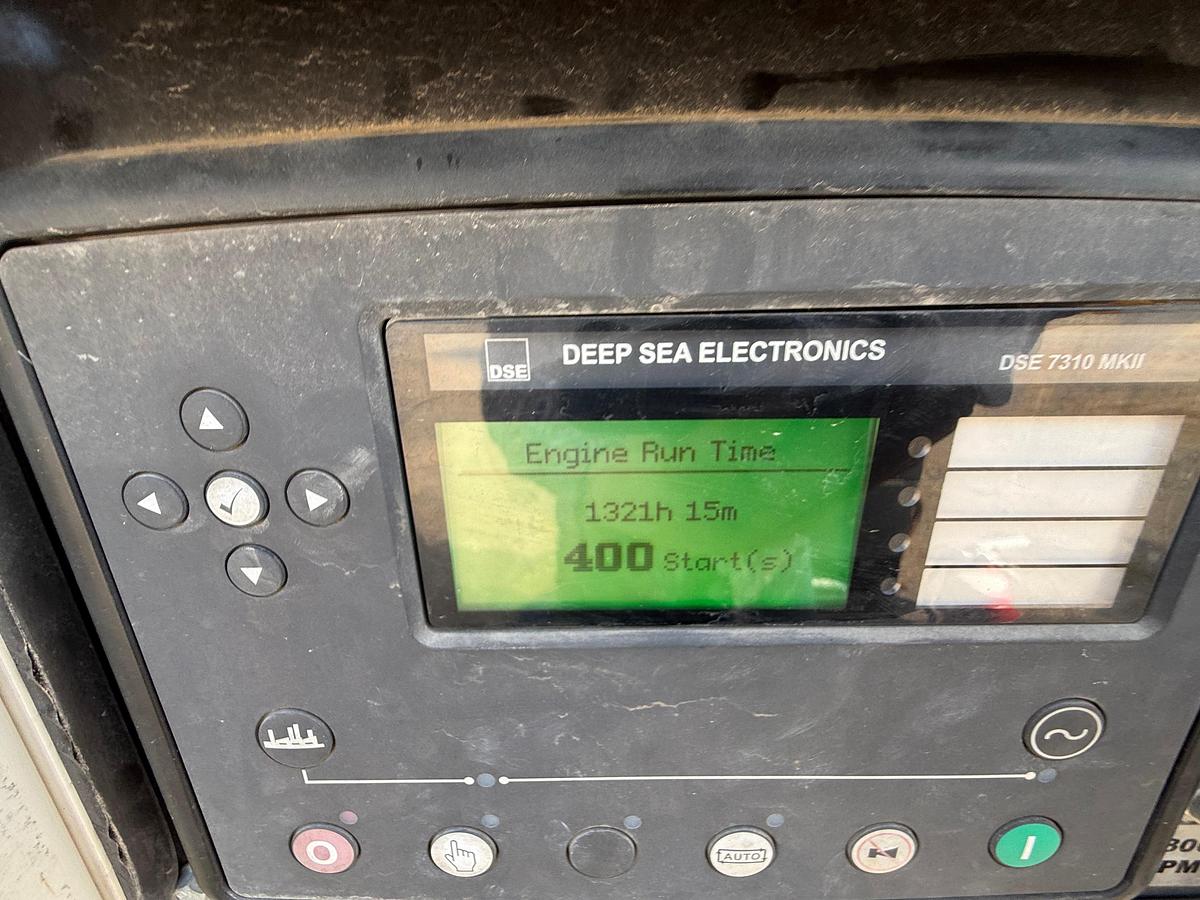 DSE
DEEP SEA ELECTRONICS
DSE 7310 MKII
Engine Run Time
1321h 15m
400 Start(s)
AUTO